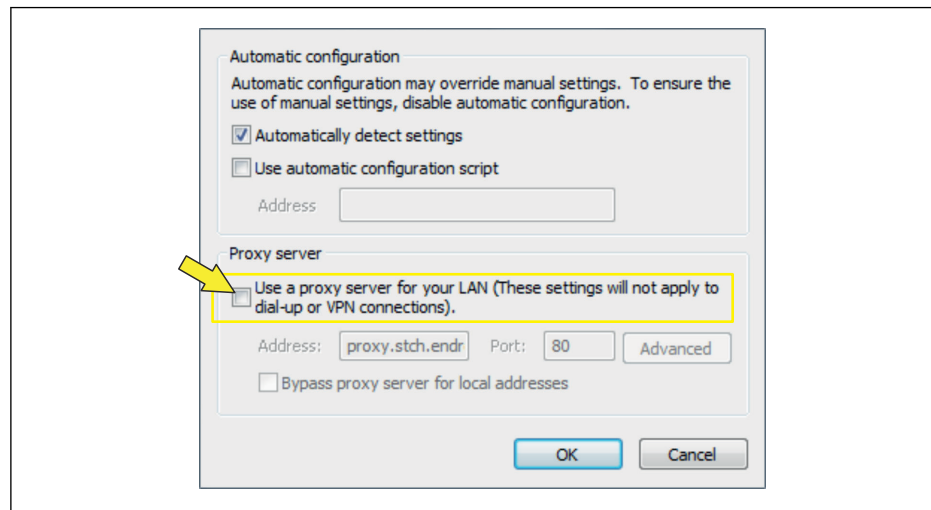 Automatic configuration
Automatic configuration may override manual settings. To ensure the
use of manual settings, disable automatic configuration.
Automatically detect settings
Use automatic configuration script
Address
Proxy server
Use a proxy server for your LAN (These settings will not apply to
dial-up or VPN connections).
Address: proxy.stch.endr Port: 80 Advanced
Bypass proxy server for local addresses
OK Cancel